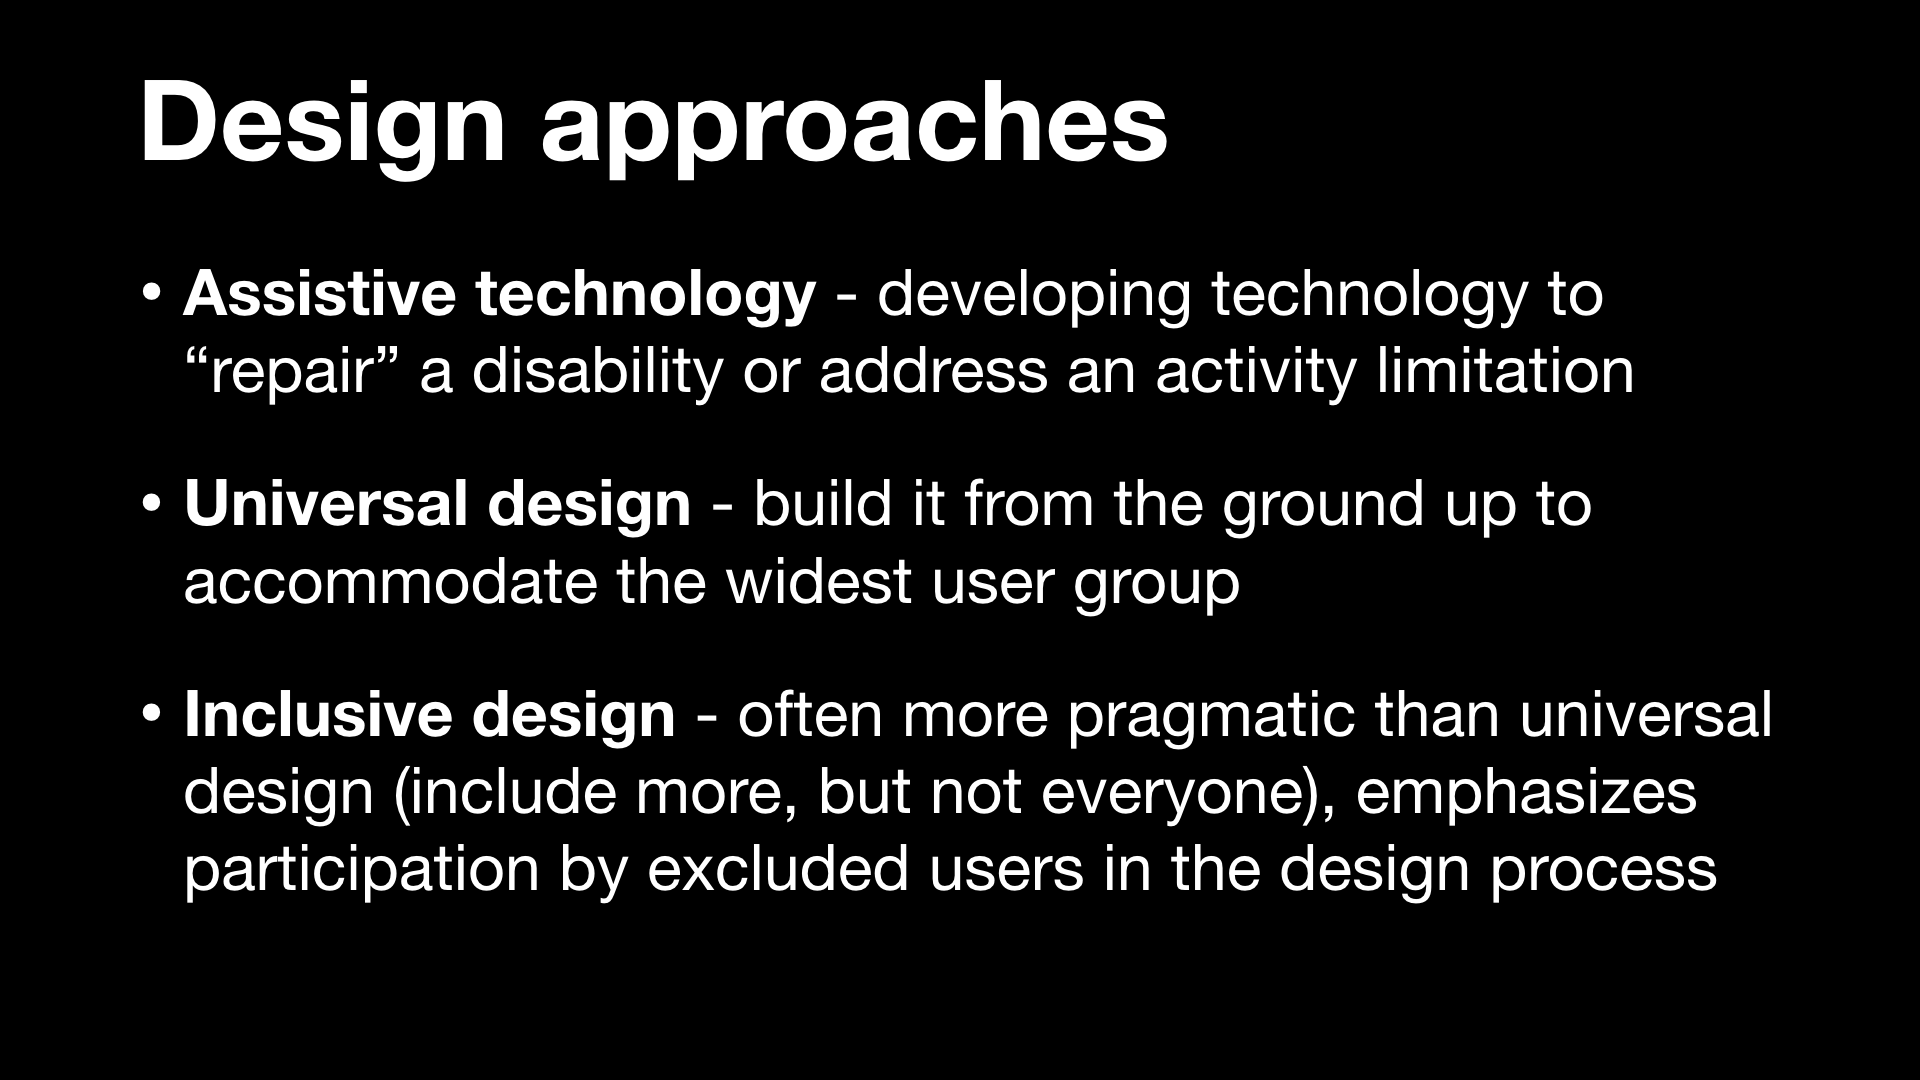 Design approaches
• Assistive technology - developing technology to
“repair” a disability or address an activity limitation
• Universal design - build it from the ground up to
accommodate the widest user group
• Inclusive design - often more pragmatic than universal
design (include more, but not everyone), emphasizes
participation by excluded users in the design process